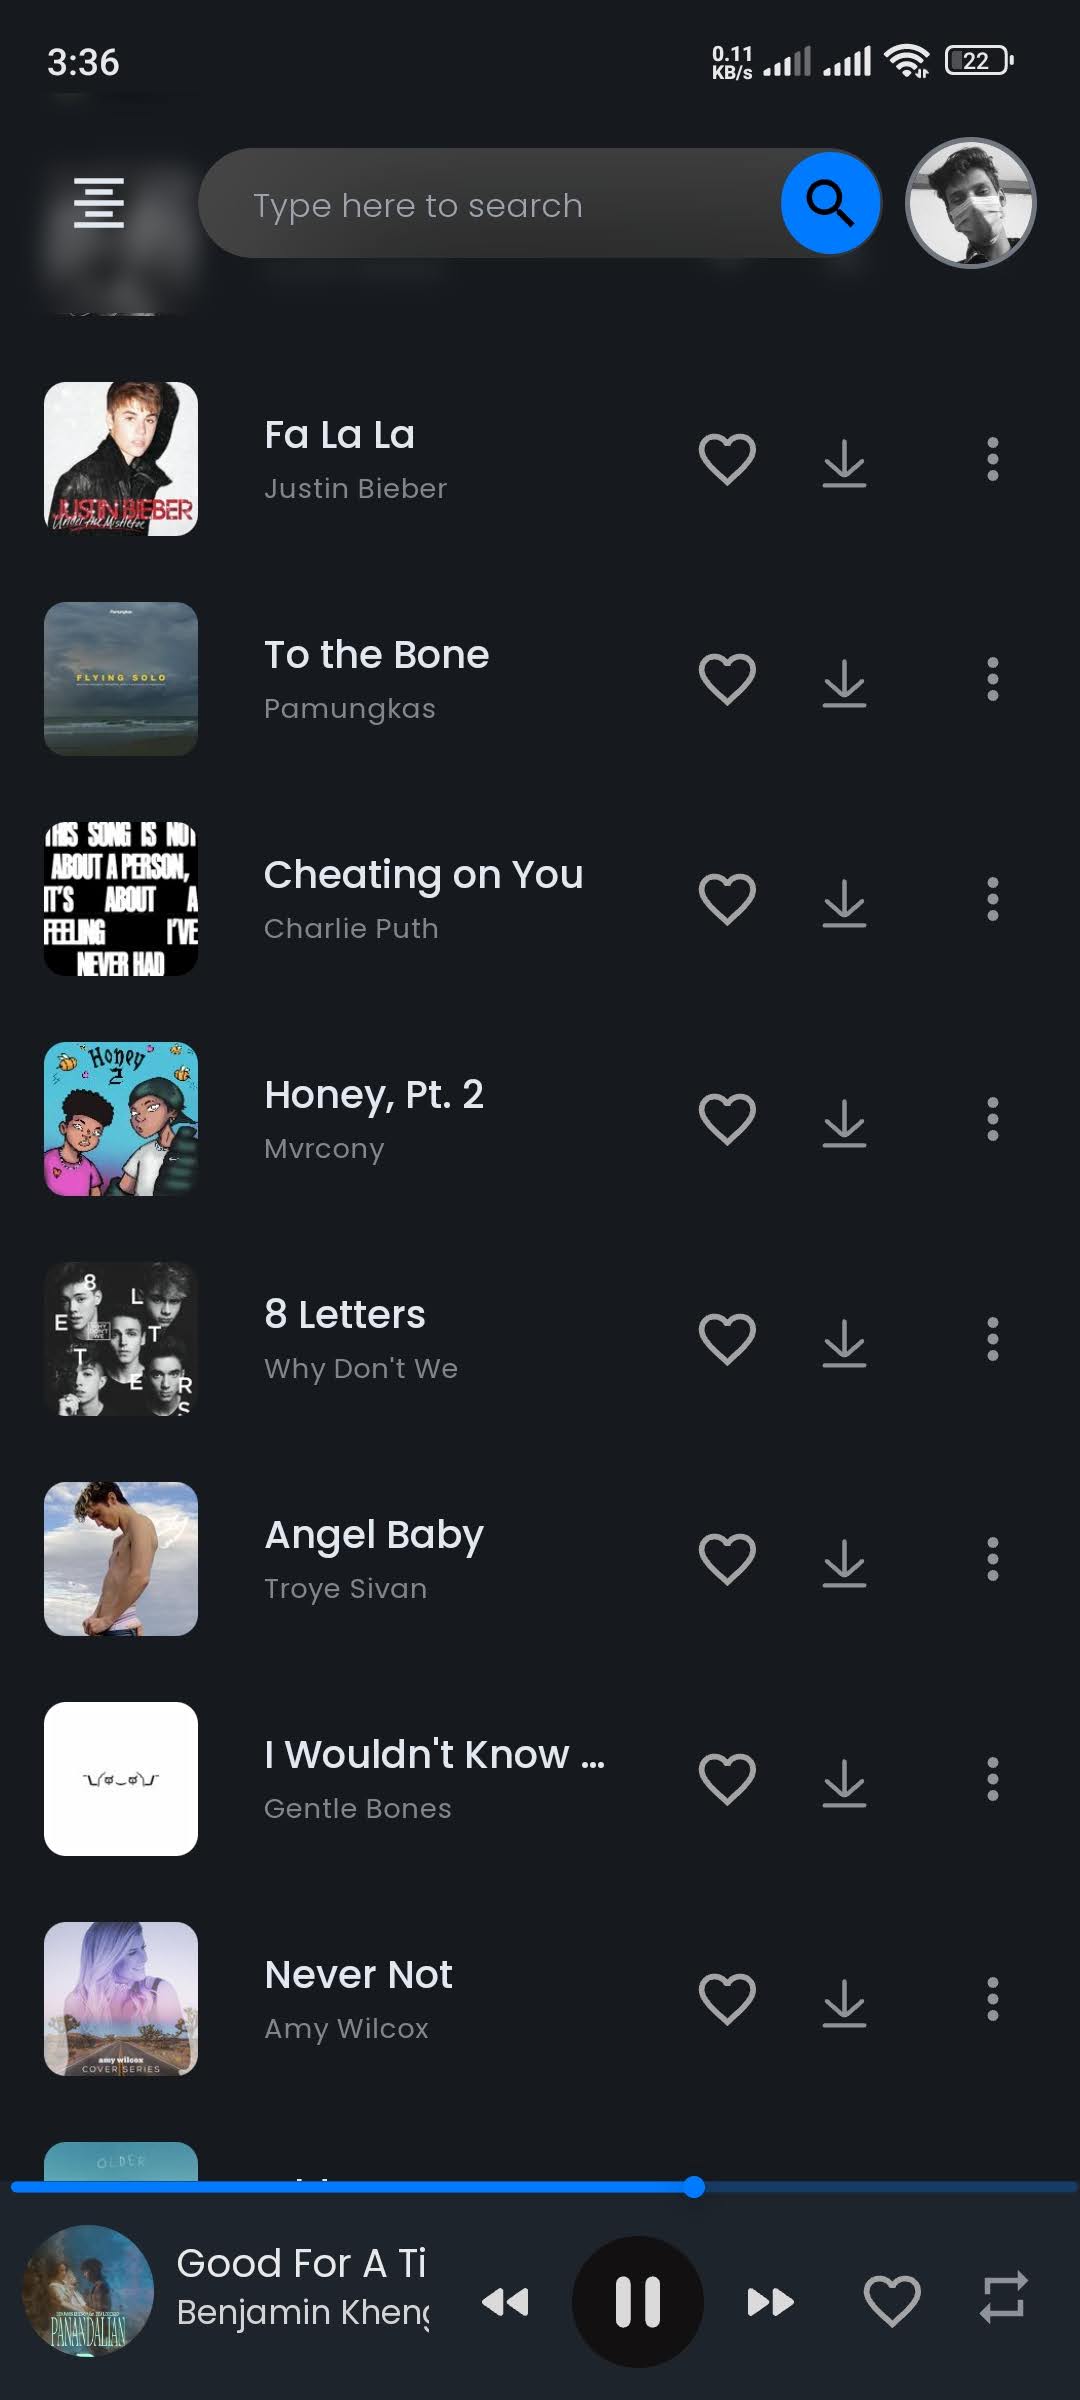 3:36
0.11
KB/s
22
Type here to search
Fa La La
Justin Bieber
JUSTIN BIEBER
Under the Mistletoe
To the Bone
Pamungkas
Pamungkas
FLYING SOLO
Cheating on You
Charlie Puth
THIS SONG IS NOT
ABOUT A PERSON,
IT'S ABOUT A
FEELING I'VE
NEVER HAD
Honey, Pt. 2
Mvrcony
Honey
2
8 Letters
Why Don't We
8
L
E
T
T
E
R
S
Angel Baby
Troye Sivan
I Wouldn't Know ...
Gentle Bones
Never Not
Amy Wilcox
amy wilcox
COVER SERIES
OLDER
Good For A Ti
Benjamin Kheng
PANANDALIAN